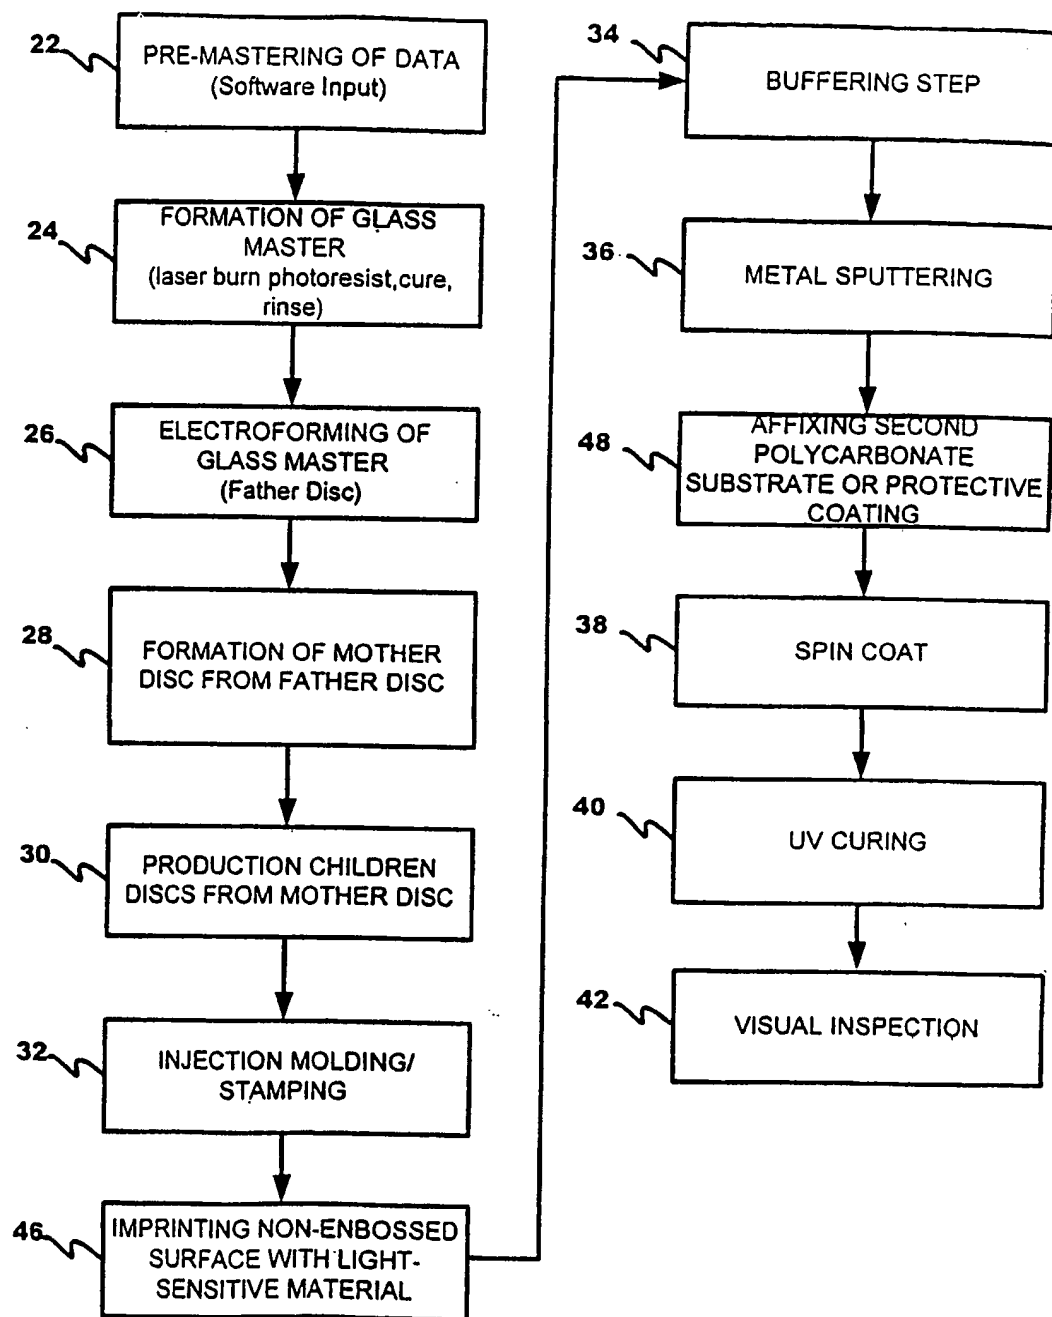 22
PRE-MASTERING OF DATA
(Software Input)
24
FORMATION OF GLASS
MASTER
(laser burn photoresist,cure,
rinse)
26
ELECTROFORMING OF
GLASS MASTER
(Father Disc)
28
FORMATION OF MOTHER
DISC FROM FATHER DISC
30
PRODUCTION CHILDREN
DISCS FROM MOTHER DISC
32
INJECTION MOLDING/
STAMPING
46
IMPRINTING NON-ENBOSSED
SURFACE WITH LIGHT-
SENSITIVE MATERIAL
34
BUFFERING STEP
36
METAL SPUTTERING
48
AFFIXING SECOND
POLYCARBONATE
SUBSTRATE OR PROTECTIVE
COATING
38
SPIN COAT
40
UV CURING
42
VISUAL INSPECTION